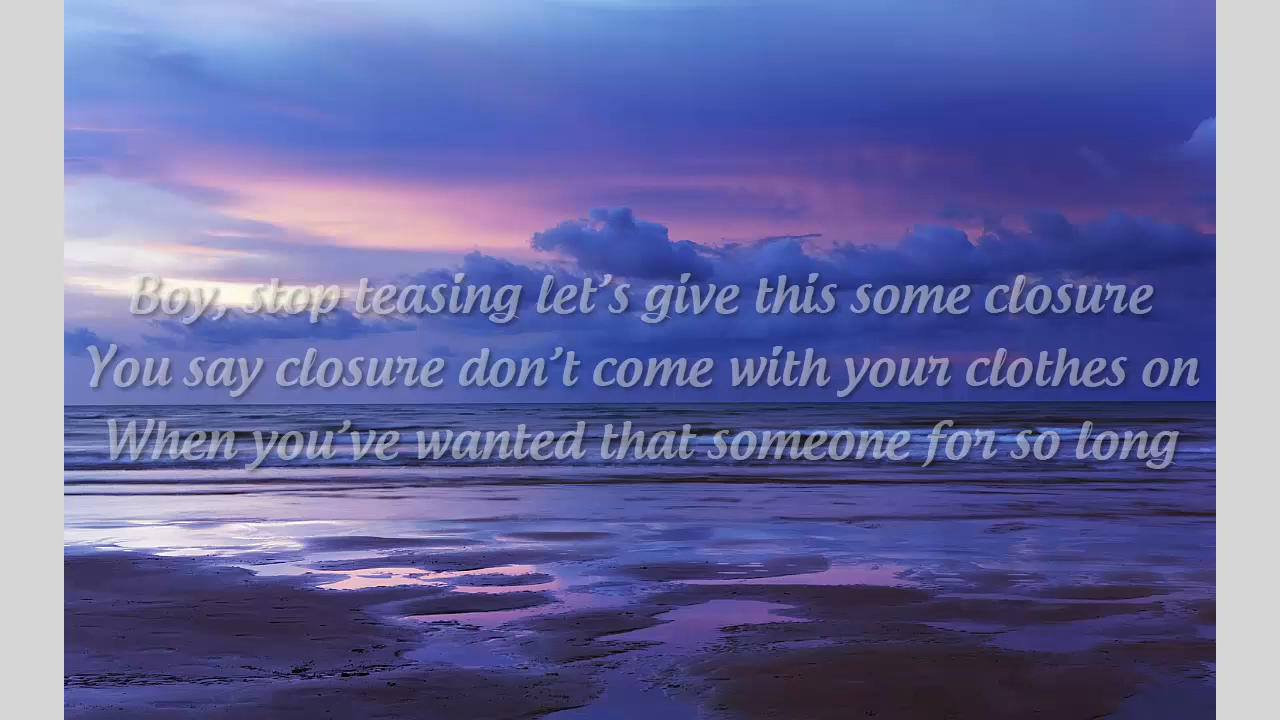 Boy, stop teasing let's give this some closure
You say closure don't come with your clothes on
When you've wanted that someone for so long